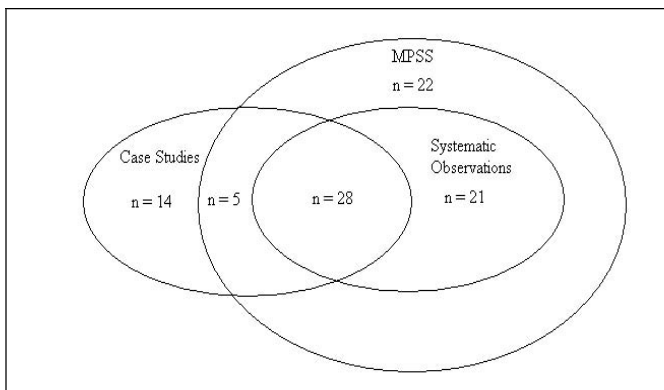 MPSS
n = 22
Case Studies
Systematic
Observations
n = 14
n = 5
n = 28
n = 21